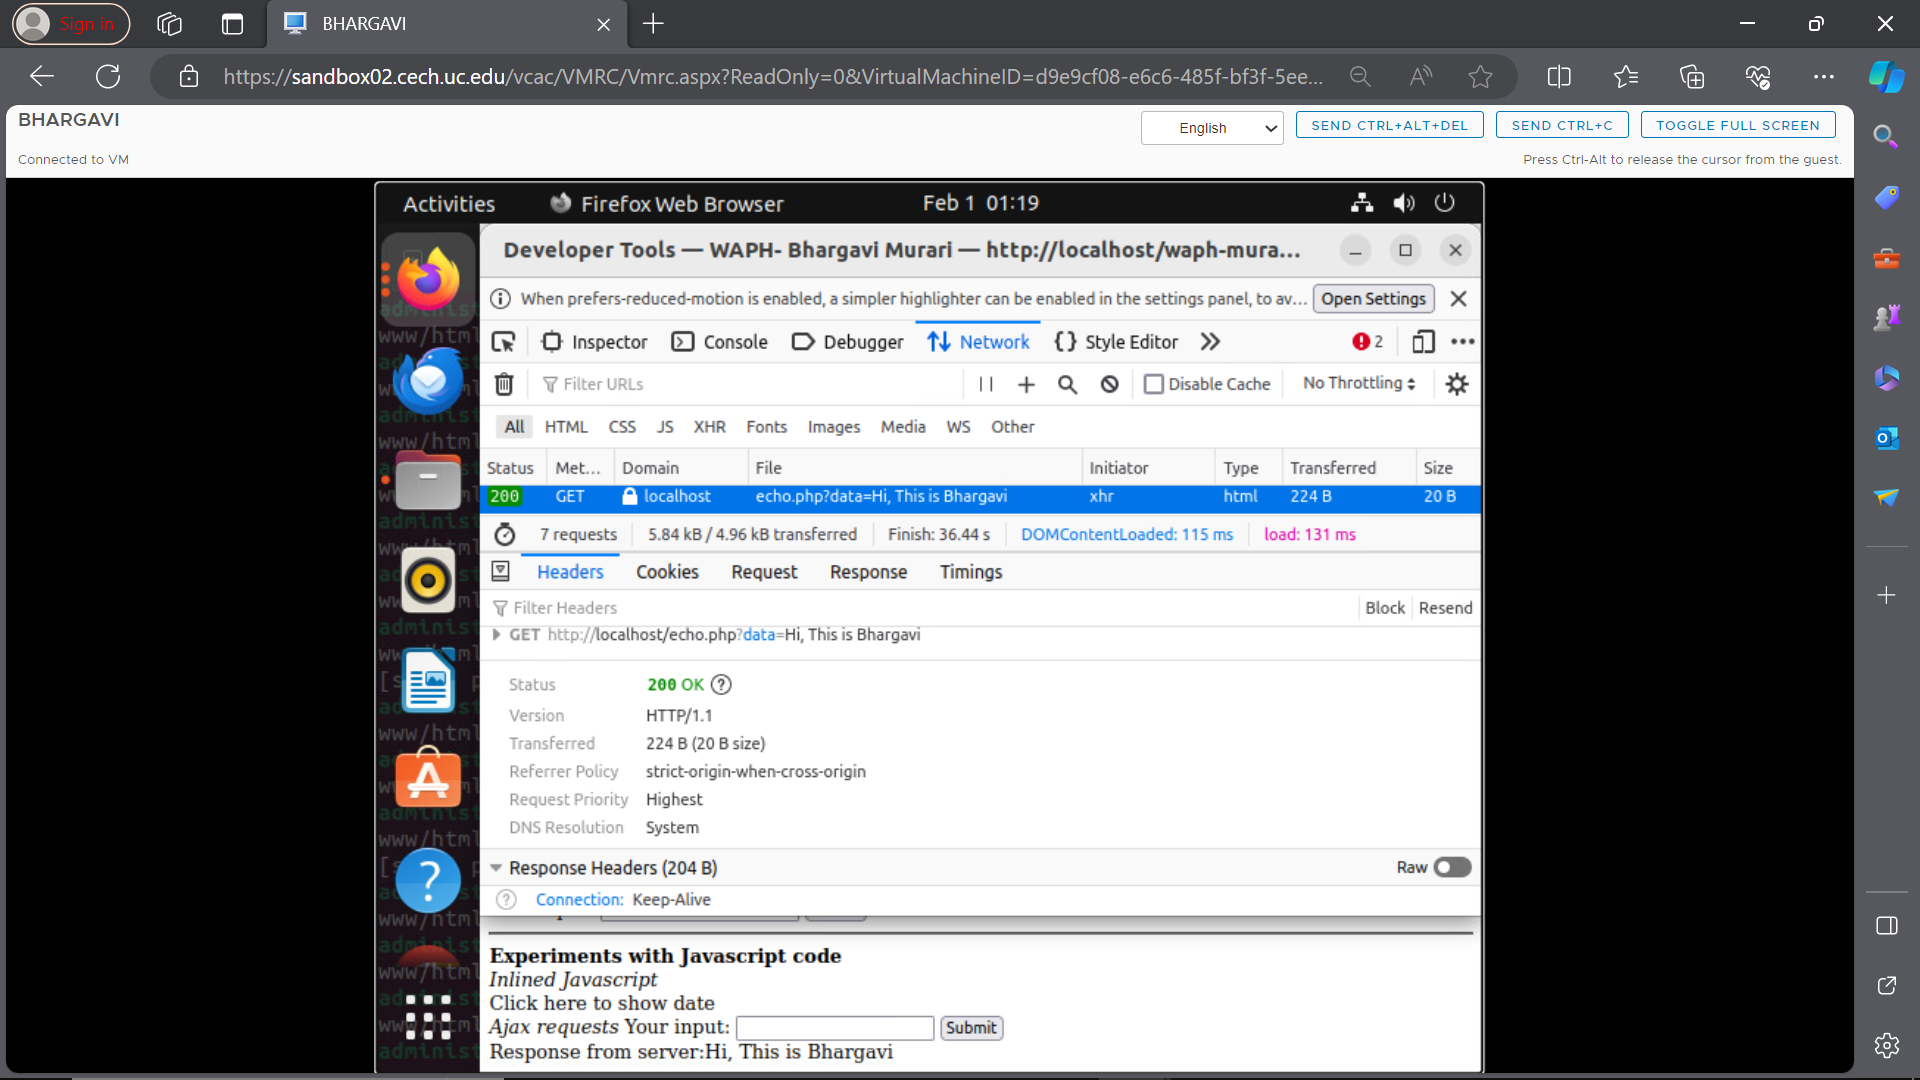 Sign in
BHARGAVI
https://sandbox02.cech.uc.edu/vcac/VMRC/Vmrc.aspx?ReadOnly=0&VirtualMachineID=d9e9cf08-e6c6-485f-bf3f-5ee...
BHARGAVI
English
SEND CTRL+ALT+DEL
SEND CTRL+C
TOGGLE FULL SCREEN
Connected to VM
Press Ctrl-Alt to release the cursor from the guest.
Activities
Firefox Web Browser
Feb 1 01:19
Developer Tools — WAPH- Bhargavi Murari — http://localhost/waph-mura...
When prefers-reduced-motion is enabled, a simpler highlighter can be enabled in the settings panel, to av...
Open Settings
Inspector
Console
Debugger
Network
Style Editor
2
Filter URLs
Disable Cache
No Throttling
All HTML CSS JS XHR Fonts Images Media WS Other
Status Met... Domain File Initiator Type Transferred Size
200 GET localhost echo.php?data=Hi, This is Bhargavi xhr html 224 B 20 B
7 requests 5.84 kB / 4.96 kB transferred Finish: 36.44 s DOMContentLoaded: 115 ms load: 131 ms
Headers Cookies Request Response Timings
Filter Headers
Block Resend
GET http://localhost/echo.php?data=Hi, This is Bhargavi
Status 200 OK
Version HTTP/1.1
Transferred 224 B (20 B size)
Referrer Policy strict-origin-when-cross-origin
Request Priority Highest
DNS Resolution System
Response Headers (204 B)
Raw
Connection: Keep-Alive
Experiments with Javascript code
Inlined Javascript
Click here to show date
Ajax requests Your input: Submit
Response from server:Hi, This is Bhargavi